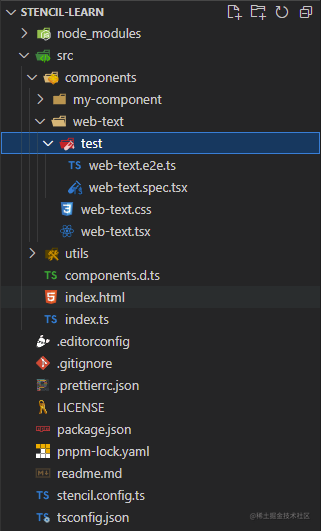 STENCIL-LEARN
node_modules
src
components
my-component
web-text
test
TS web-text.e2e.ts
web-text.spec.tsx
web-text.css
web-text.tsx
utils
TS components.d.ts
index.html
TS index.ts
.editorconfig
.gitignore
.prettierrc.json
LICENSE
package.json
pnpm-lock.yaml
readme.md
TS stencil.config.ts
TS tsconfig.json
@稀土掘金技术社区